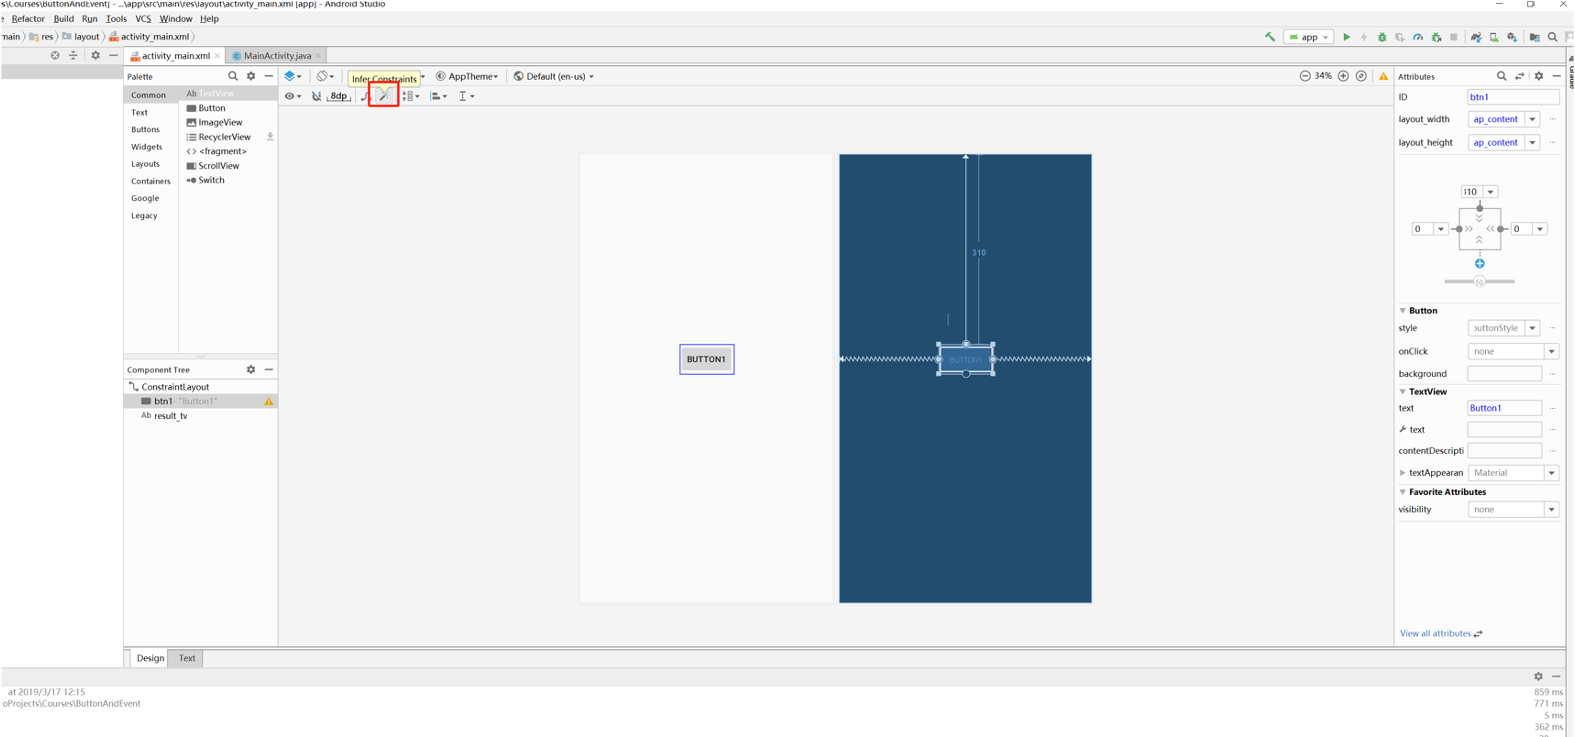 s\Courses\ButtonAndEvent] - ...\app\src\main\res\layout\activity_main.xml [app] - Android Studio
e Refactor Build Run Tools VCS Window Help
main res layout activity_main.xml
app
activity_main.xml MainActivity.java
Palette
Infer Constraints
AppTheme
Default (en-us)
34%
8dp
Common
Text
Buttons
Widgets
Layouts
Containers
Google
Legacy
Ab TextView
Button
ImageView
RecyclerView
<fragment>
ScrollView
Switch
Component Tree
ConstraintLayout
btn1 - "Button1"
Ab result_tv
BUTTON1
310
BUTTON1
Attributes
ID btn1
layout_width ap_content
layout_height ap_content
310
0 0
50
Button
style buttonStyle
onClick none
background
TextView
text Button1
text
contentDescripti
textAppearan Material
Favorite Attributes
visibility none
View all attributes
Gradle
Design Text
at 2019/3/17 12:15
oProjects\Courses\ButtonAndEvent
859 ms
771 ms
5 ms
362 ms